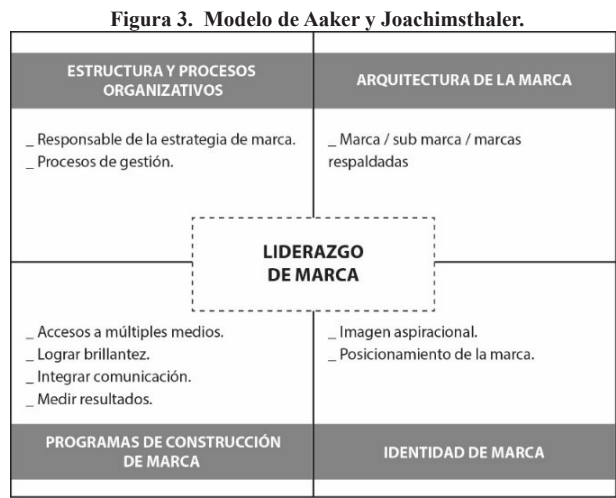 Figura 3. Modelo de Aaker y Joachimsthaler.
ESTRUCTURA Y PROCESOS
ORGANIZATIVOS
_ Responsable de la estrategia de marca.
_ Procesos de gestión.
ARQUITECTURA DE LA MARCA
_ Marca / sub marca / marcas
respaldadas
LIDERAZGO
DE MARCA
_ Accesos a múltiples medios.
_ Lograr brillantez.
_ Integrar comunicación.
_ Medir resultados.
PROGRAMAS DE CONSTRUCCIÓN
DE MARCA
_ Imagen aspiracional.
_ Posicionamiento de la marca.
IDENTIDAD DE MARCA